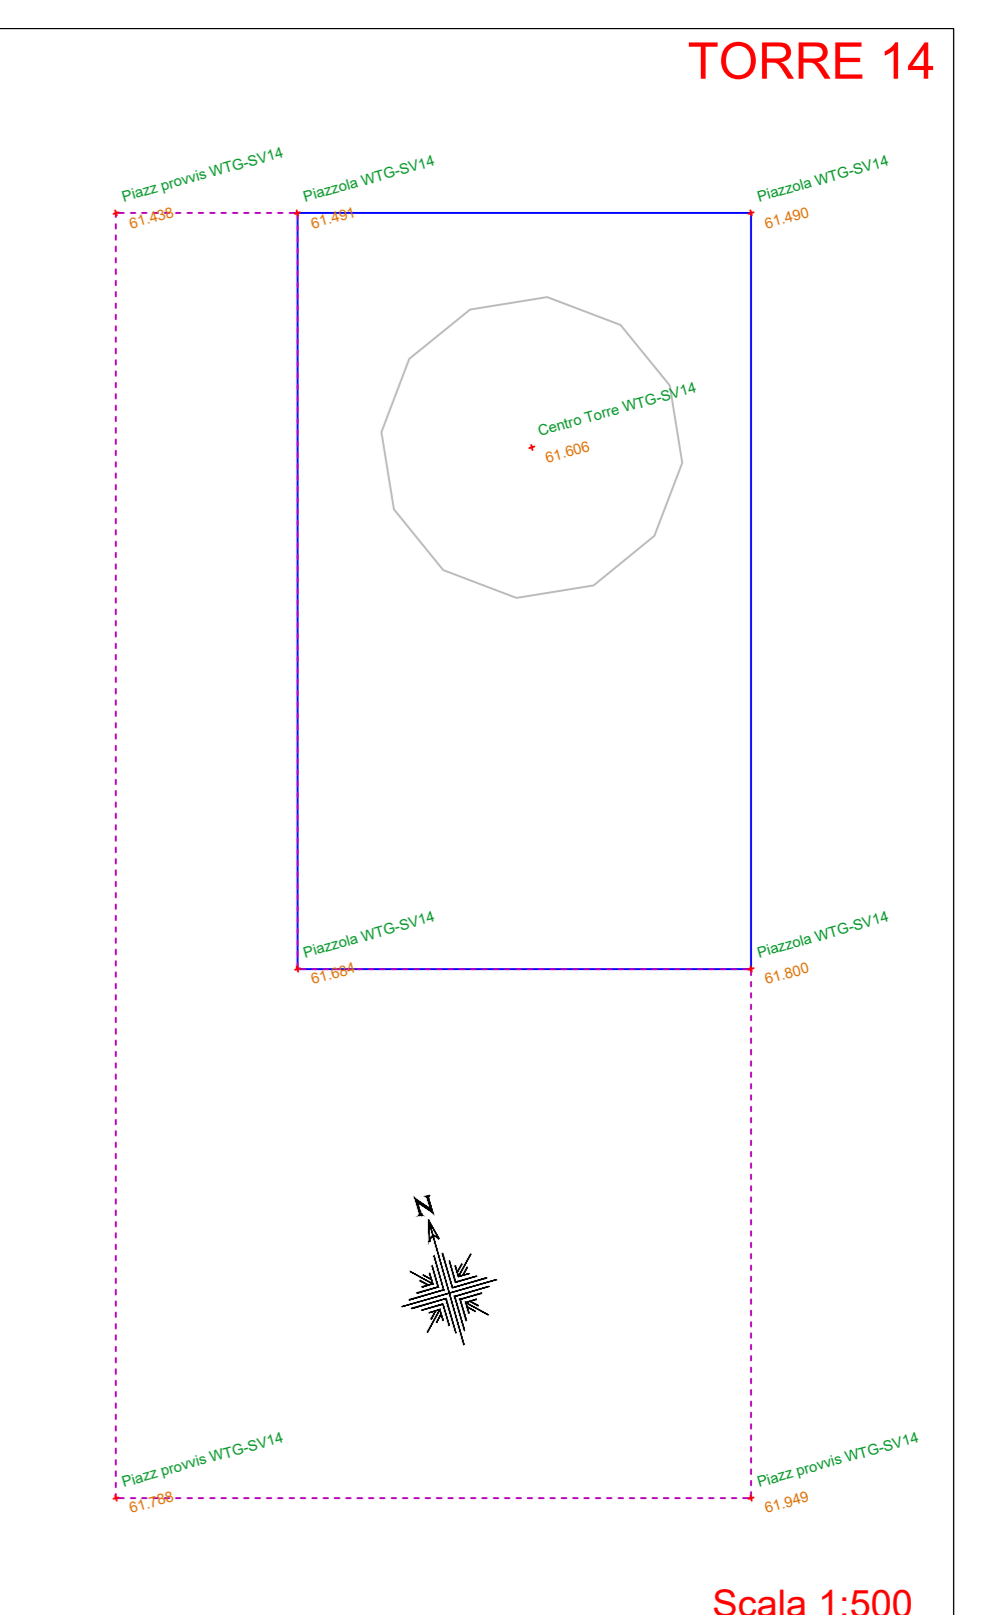 TORRE 14
Piazz provvis WTG-SV14
61.438
Piazzola WTG-SV14
61.491
Piazzola WTG-SV14
61.490
Centro Torre WTG-SV14
61.606
Piazzola WTG-SV14
61.684
Piazzola WTG-SV14
61.800
N
Piazz provvis WTG-SV14
61.788
Piazz provvis WTG-SV14
61.949
Scala 1:500